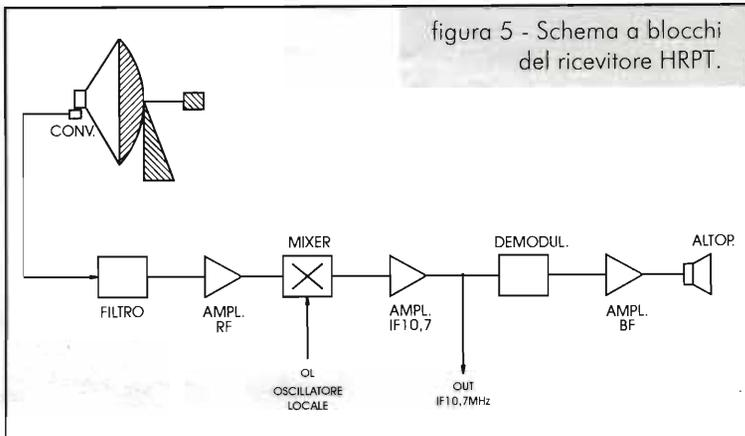 figura 5 - Schema a blocchi
del ricevitore HRPT.
CONV.
FILTRO
AMPL.
RF
MIXER
OL
OSCILLATORE
LOCALE
AMPL.
IF10,7
OUT
IF10,7MHz
DEMODUL.
AMPL.
BF
ALTOP.